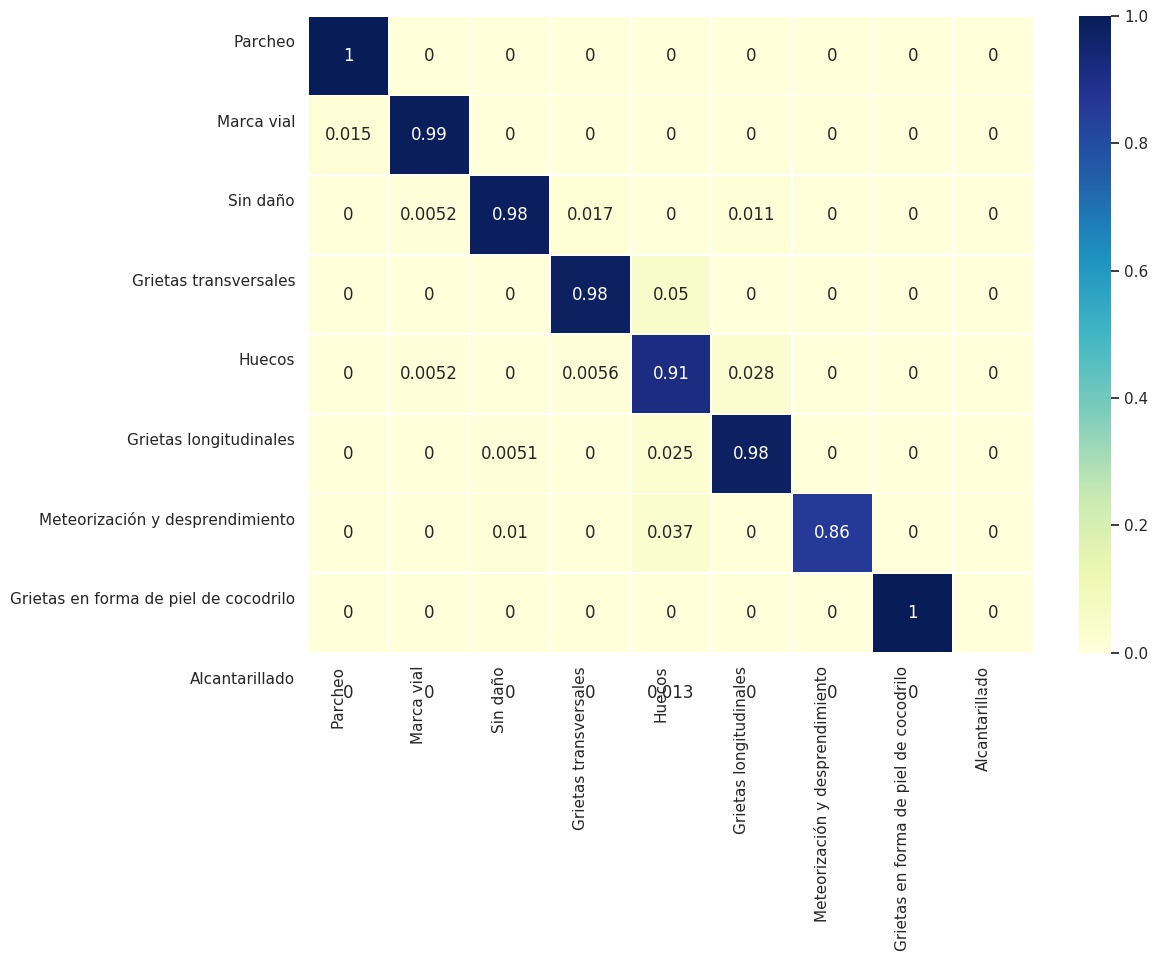 Parcheo 1 0 0 0 0 0 0 0 0
Marca vial 0.015 0.99 0 0 0 0 0 0 0
Sin daño 0 0.0052 0.98 0.017 0 0.011 0 0 0
Grietas transversales 0 0 0 0.98 0.05 0 0 0 0
Huecos 0 0.0052 0 0.0056 0.91 0.028 0 0 0
Grietas longitudinales 0 0 0.0051 0 0.025 0.98 0 0 0
Meteorización y desprendimiento 0 0 0.01 0 0.037 0 0.86 0 0
Grietas en forma de piel de cocodrilo 0 0 0 0 0 0 0 1 0
Alcantarillado 0 0 0 0 0.013 0 0 0
Parcheo
Marca vial
Sin daño
Grietas transversales
Huecos
Grietas longitudinales
Meteorización y desprendimiento
Grietas en forma de piel de cocodrilo
Alcantarillado
1.0
0.8
0.6
0.4
0.2
0.0